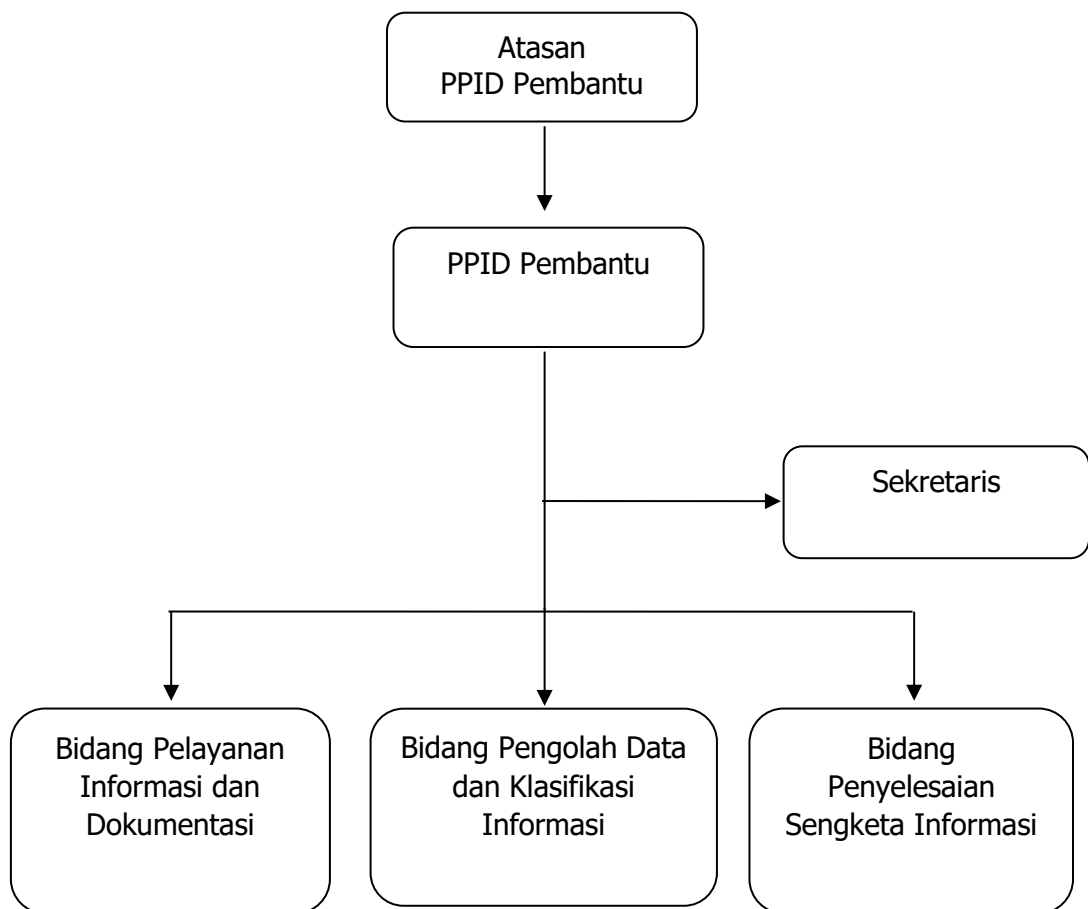 Atasan
PPID Pembantu
PPID Pembantu
Sekretaris
Bidang Pelayanan
Informasi dan
Dokumentasi
Bidang Pengolah Data
dan Klasifikasi
Informasi
Bidang
Penyelesaian
Sengketa Informasi